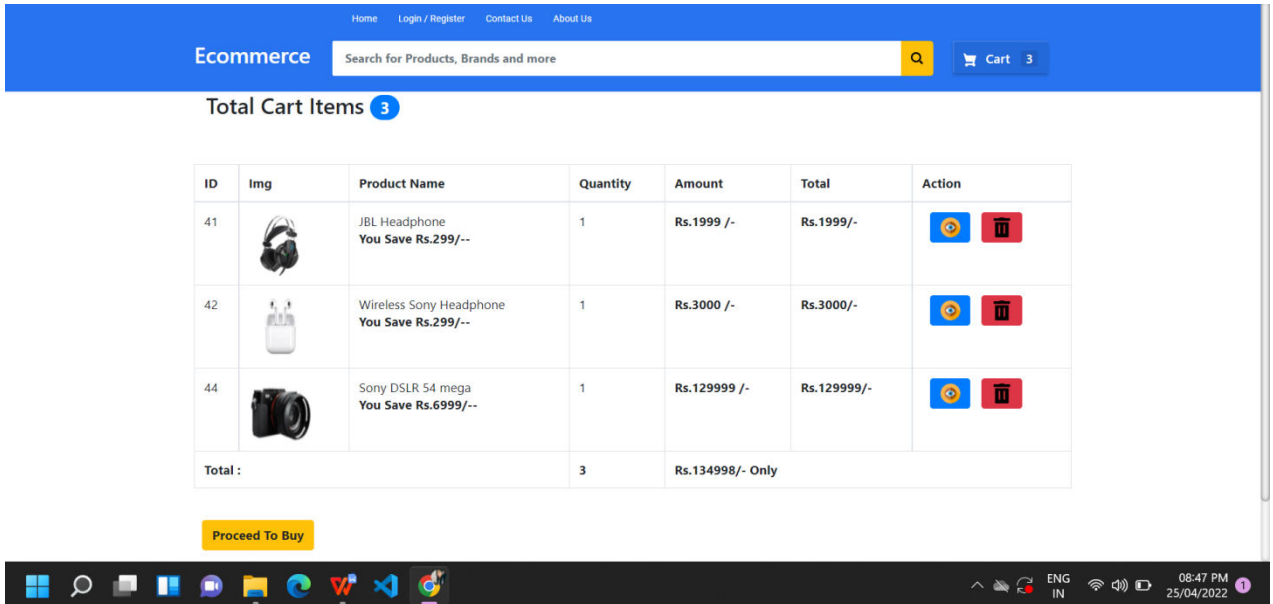 Home Login / Register Contact Us About Us
Ecommerce Search for Products, Brands and more Cart 3
Total Cart Items 3
ID Img Product Name Quantity Amount Total Action
41 JBL Headphone 1 Rs.1999 /- Rs.1999/-
You Save Rs.299/--
42 Wireless Sony Headphone 1 Rs.3000 /- Rs.3000/-
You Save Rs.299/--
44 Sony DSLR 54 mega 1 Rs.129999 /- Rs.129999/-
You Save Rs.6999/--
Total : 3 Rs.134998/- Only
Proceed To Buy
ENG 08:47 PM
IN 25/04/2022 1